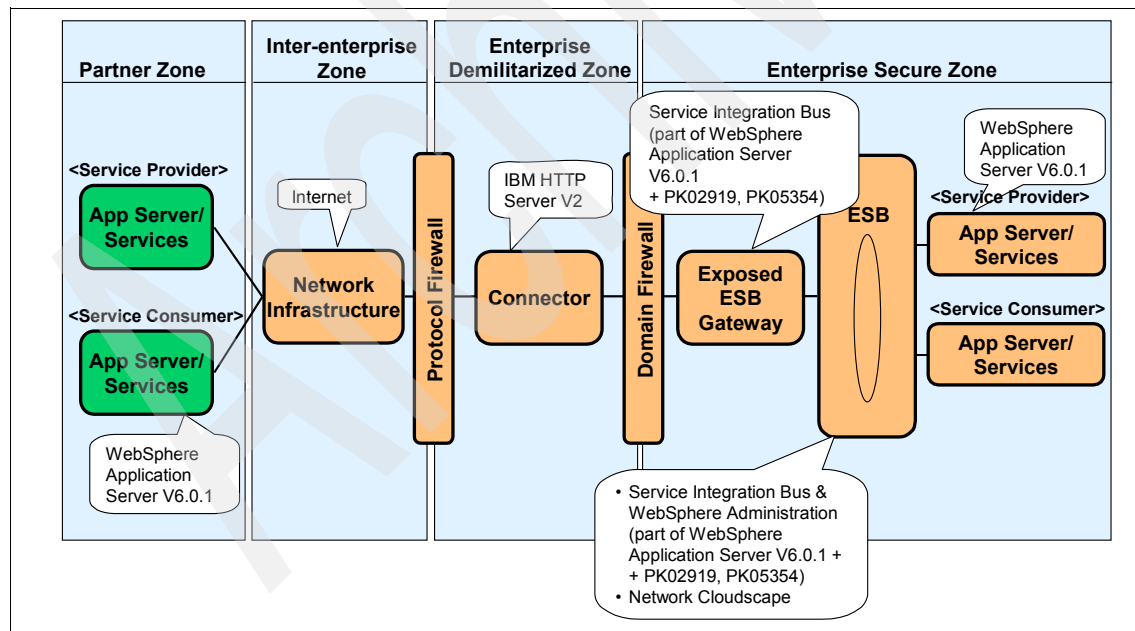 Partner Zone
Inter-enterprise
Zone
Enterprise
Demilitarized Zone
Enterprise Secure Zone
<Service Provider>
App Server/
Services
<Service Consumer>
App Server/
Services
WebSphere
Application
Server V6.0.1
Internet
Network
Infrastructure
Protocol Firewall
IBM HTTP
Server V2
Connector
Domain Firewall
Service Integration Bus
(part of WebSphere
Application Server
V6.0.1
+ PK02919, PK05354)
Exposed
ESB
Gateway
ESB
• Service Integration Bus &
WebSphere Administration
(part of WebSphere
Application Server V6.0.1 +
+ PK02919, PK05354)
• Network Cloudscape
WebSphere
Application
Server V6.0.1
<Service Provider>
App Server/
Services
<Service Consumer>
App Server/
Services